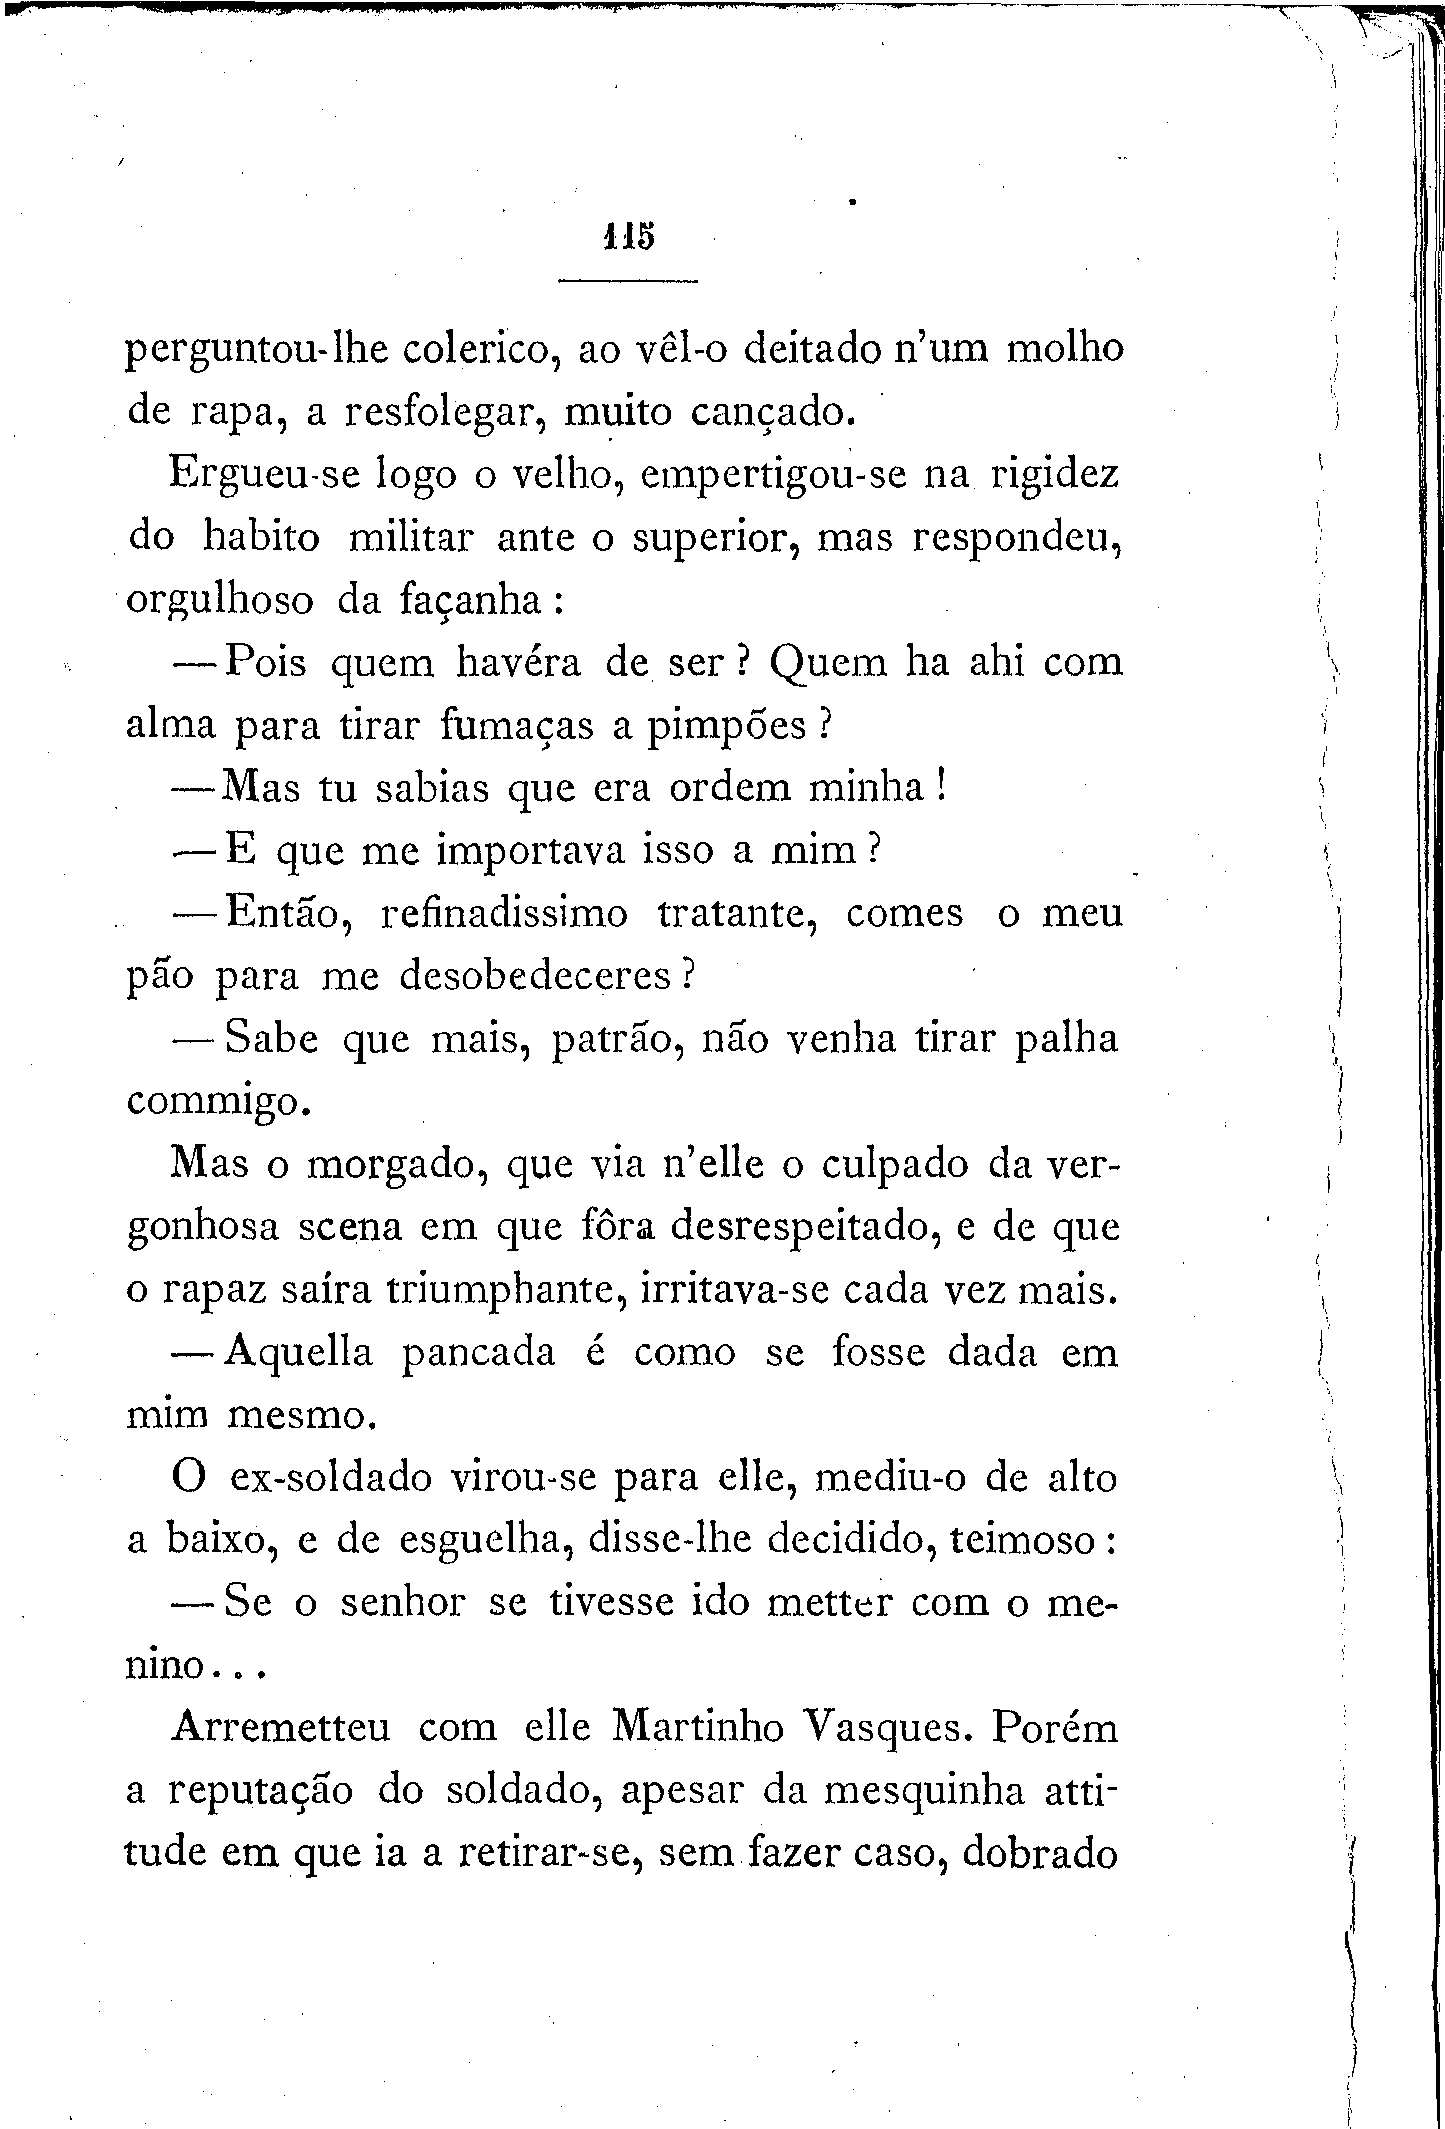 115
perguntou-lhe colerico, ao vêl-o deitado n'um molho
de rapa, a resfolegar, muito cançado.
Ergueu-se logo o velho, empertigou-se na rigidez
do habito militar ante o superior, mas respondeu,
orgulhoso da façanha :
— Pois quem havéra de ser ? Quem ha ahi com
alma para tirar fumaças a pimpões ?
— Mas tu sabias que era ordem minha !
— E que me importava isso a mim ?
— Então, refinadissimo tratante, comes o meu
pão para me desobedeceres ?
— Sabe que mais, patrão, não venha tirar palha
commigo.
Mas o morgado, que via n'elle o culpado da ver-
gonhosa scena em que fôra desrespeitado, e de que
o rapaz saíra triumphante, irritava-se cada vez mais.
— Aquella pancada é como se fosse dada em
mim mesmo.
O ex-soldado virou-se para elle, mediu-o de alto
a baixo, e de esguelha, disse-lhe decidido, teimoso :
— Se o senhor se tivesse ido metter com o me-
nino...
Arremetteu com elle Martinho Vasques. Porém
a reputação do soldado, apesar da mesquinha atti-
tude em que ia a retirar-se, sem fazer caso, dobrado